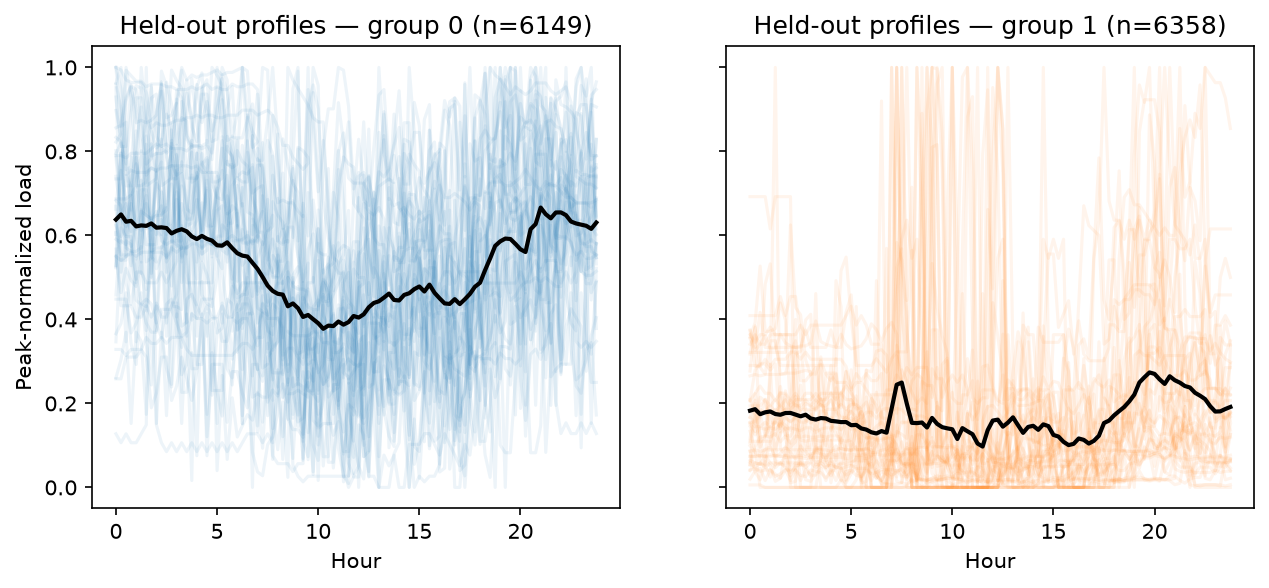 Held-out profiles — group 0 (n=6149)
Held-out profiles — group 1 (n=6358)
Peak-normalized load
1.0
0.8
0.6
0.4
0.2
0.0
0 5 10 15 20
0 5 10 15 20
Hour
Hour